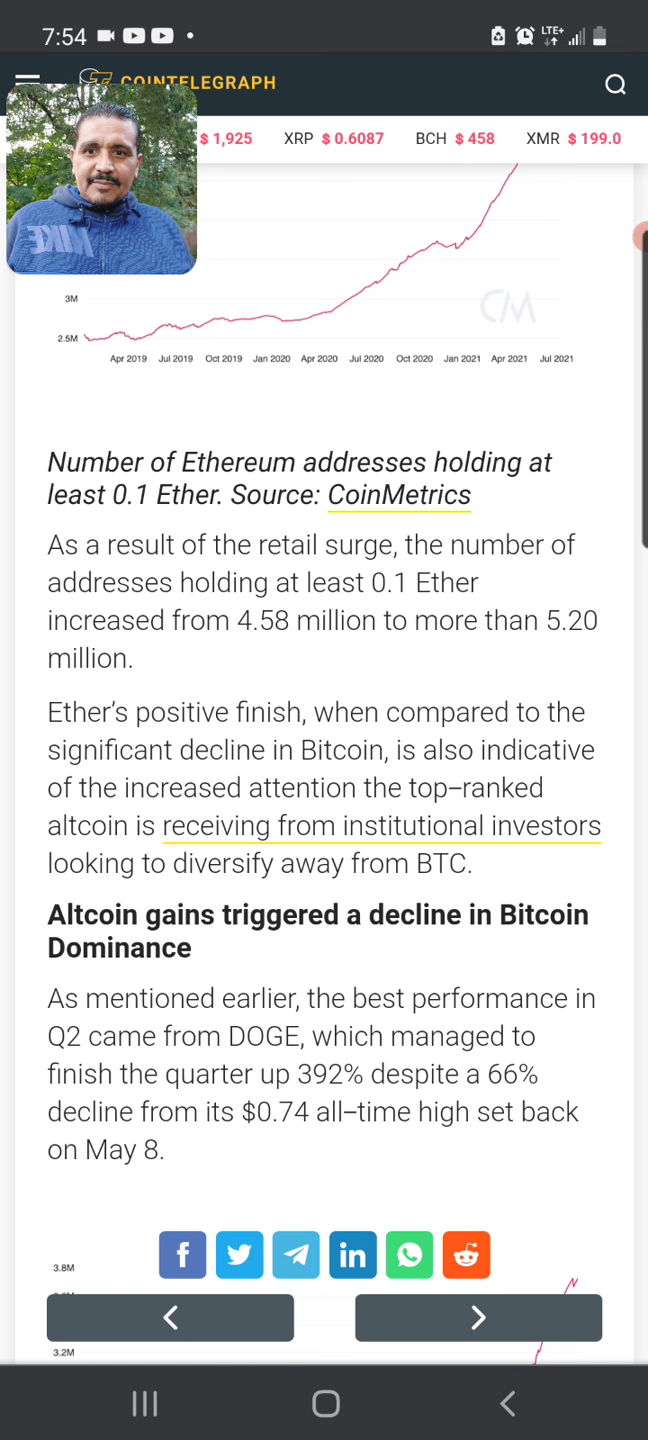 7:54
LTE+
COINTELEGRAPH
$ 1,925 XRP $ 0.6087 BCH $ 458 XMR $ 199.0
NIKE
3M
CM
2.5M
Apr 2019 Jul 2019 Oct 2019 Jan 2020 Apr 2020 Jul 2020 Oct 2020 Jan 2021 Apr 2021 Jul 2021
Number of Ethereum addresses holding at
least 0.1 Ether. Source: CoinMetrics
As a result of the retail surge, the number of
addresses holding at least 0.1 Ether
increased from 4.58 million to more than 5.20
million.
Ether’s positive finish, when compared to the
significant decline in Bitcoin, is also indicative
of the increased attention the top–ranked
altcoin is receiving from institutional investors
looking to diversify away from BTC.
Altcoin gains triggered a decline in Bitcoin
Dominance
As mentioned earlier, the best performance in
Q2 came from DOGE, which managed to
finish the quarter up 392% despite a 66%
decline from its $0.74 all–time high set back
on May 8.
3.8M
3.2M